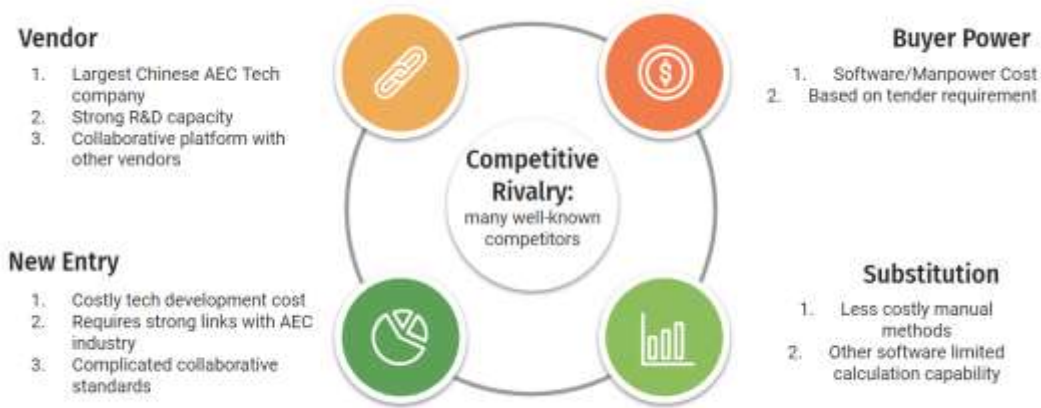 Vendor
1. Largest Chinese AEC Tech
company
2. Strong R&D capacity
3. Collaborative platform with
other vendors
Buyer Power
1. Software/Manpower Cost
2. Based on tender requirement
Competitive
Rivalry:
many well-known
competitors
New Entry
1. Costly tech development cost
2. Requires strong links with AEC
industry
3. Complicated collaborative
standards
Substitution
1. Less costly manual
methods
2. Other software limited
calculation capability
$